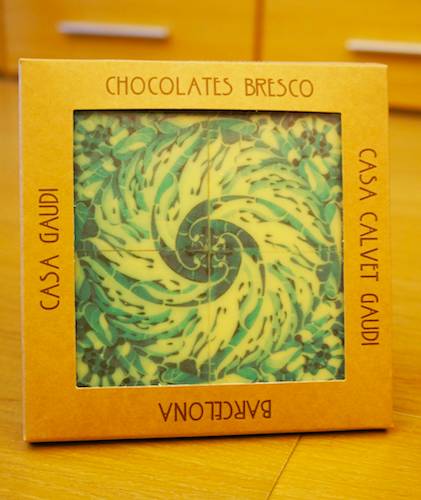 CHOCOLATES BRESCO
CASA GAUDI
CASA CALVET GAUDI
BARCELONA